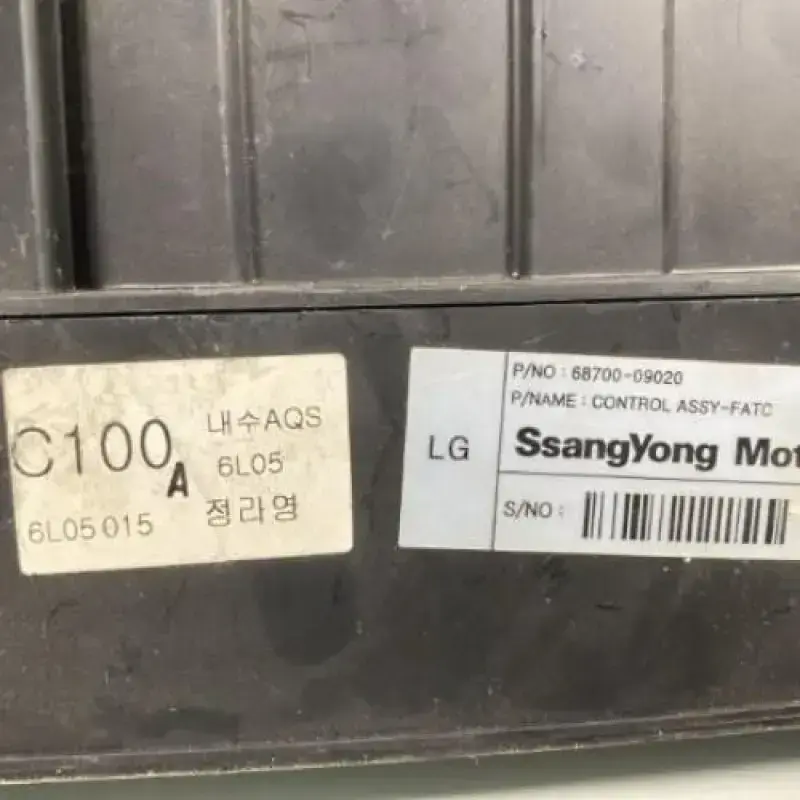 C100
A
내수AQS
6L05
6L05 015
정라영
LG
P/NO : 68700-09020
P/NAME : CONTROL ASSY-FATC
SsangYong Mot
S/NO :